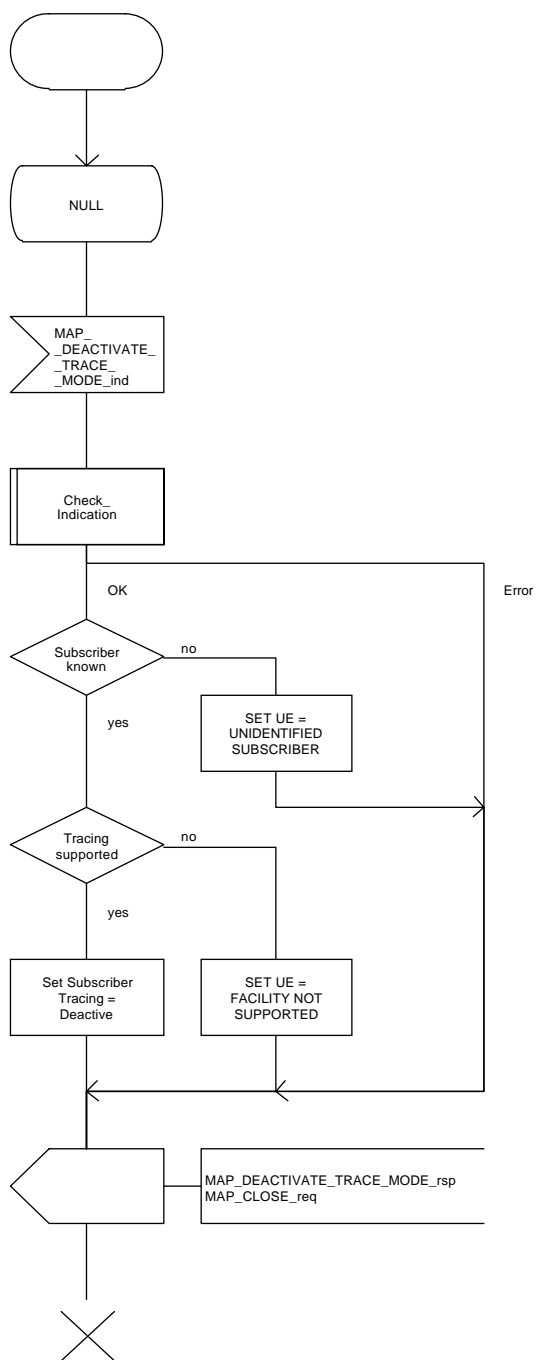 NULL
MAP_
_DEACTIVATE_
_TRACE_
_MODE_ind
Check_
Indication
OK
Error
Subscriber
known
no
yes
SET UE =
UNIDENTIFIED
SUBSCRIBER
Tracing
supported
no
yes
Set Subscriber
Tracing =
Deactive
SET UE =
FACILITY NOT
SUPPORTED
MAP_DEACTIVATE_TRACE_MODE_rsp
MAP_CLOSE_req